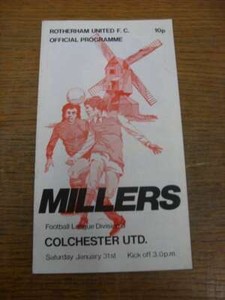 ROTHERHAM UNITED F.C.
OFFICIAL PROGRAMME
10p
MILLERS
Football League Division
COLCHESTER UTD.
Saturday January 31st Kick off 3.0p.m.